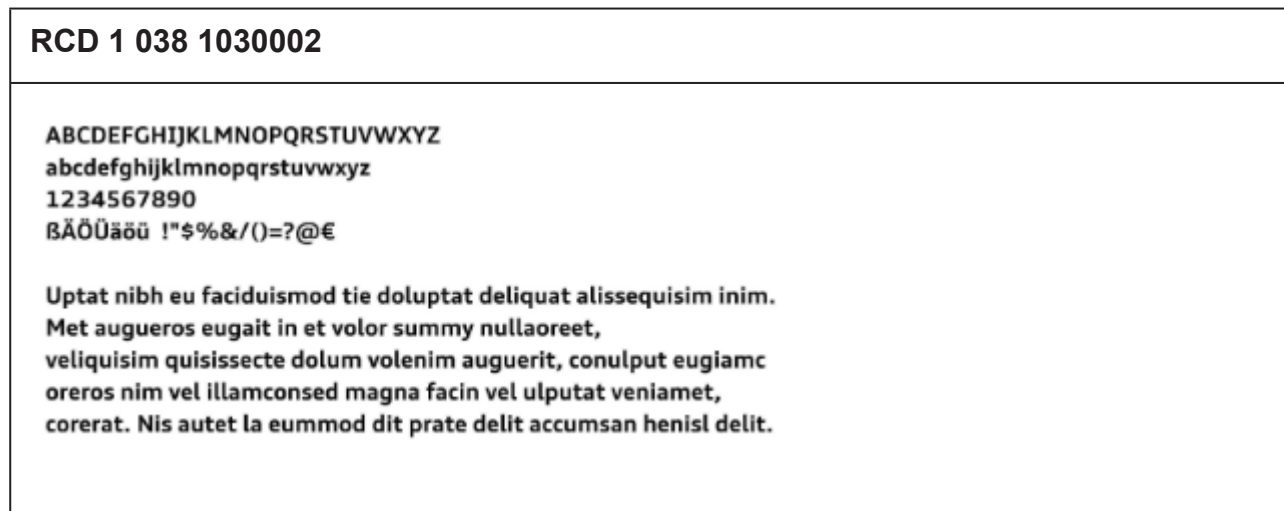 RCD 1 038 1030002
ABCDEFGHIJKLMNOPQRSTUVWXYZ
abcdefghijklmnopqrstuvwxyz
1234567890
ßÄÖÜäöü !"$%&/()=?@€
Uptat nibh eu faciduismod tie doluptat deliquat alissequisim inim.
Met augueros eugait in et volor summy nullaoreet,
veliquisim quisissecte dolum volenim auguerit, conulput eugiamc
oreros nim vel illamconsed magna facin vel ulputat veniamet,
corerat. Nis autet la eummod dit prate delit accumsan henisl delit.